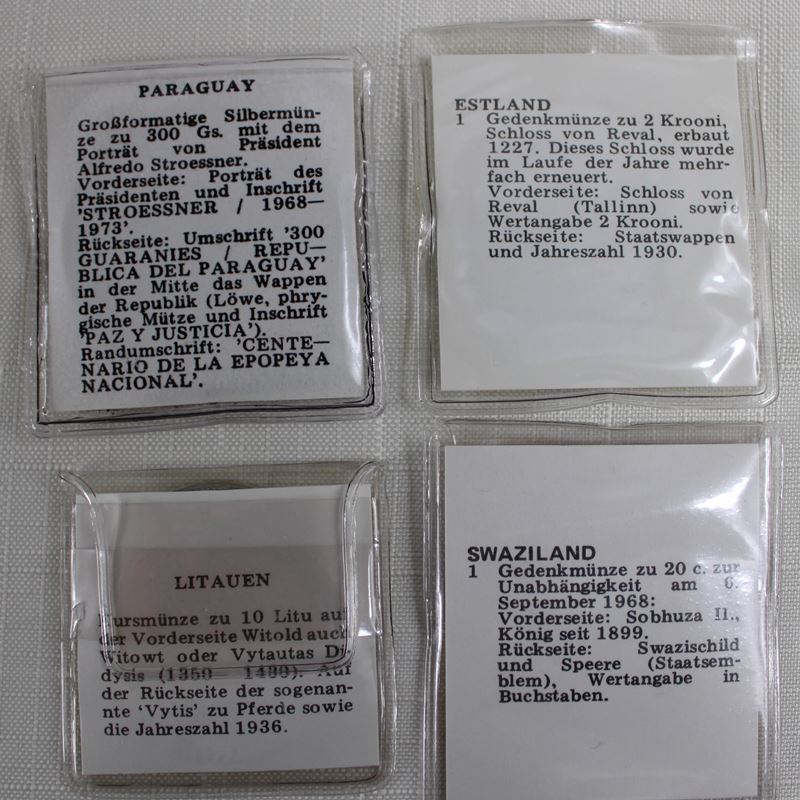 PARAGUAY
Großformatige Silbermün-
ze zu 300 Gs. mit dem
Porträt von Präsident
Alfredo Stroessner.
Vorderseite: Porträt des
Präsidenten und Inschrift
'STROESSNER / 1968—
1973'.
Rückseite: Umschrift '300
GUARANIES / REPU—
BLICA DEL PARAGUAY'
in der Mitte das Wappen
der Republik (Löwe, phry-
gische Mütze und Inschrift
'PAZ Y JUSTICIA').
Randumschrift: 'CENTE—
NARIO DE LA EPOPEYA
NACIONAL'.
ESTLAND
1 Gedenkmünze zu 2 Krooni,
Schloss von Reval, erbaut
1227. Dieses Schloss wurde
im Laufe der Jahre mehr-
fach erneuert.
Vorderseite: Schloss von
Reval (Tallinn) sowie
Wertangabe 2 Krooni.
Rückseite: Staatswappen
und Jahreszahl 1930.
LITAUEN
Kursmünze zu 10 Litu auf
der Vorderseite Witold auch
Witowt oder Vytautas Di-
dysis (1350— Auf
der Rückseite der sogenan-
nte 'Vytis' zu Pferde sowie
die Jahreszahl 1936.
SWAZILAND
1 Gedenkmünze zu 20 c. zur
Unabhängigkeit am 6.
September 1968:
Vorderseite: Sobhuza II.,
König seit 1899.
Rückseite: Swazischild
und Speere (Staatsem-
blem), Wertangabe in
Buchstaben.